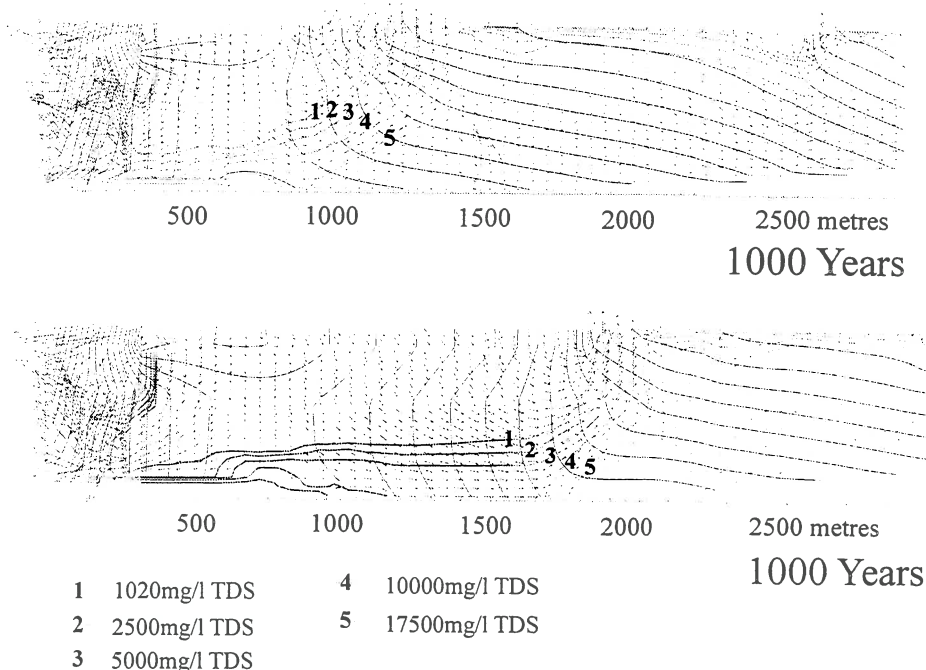 1 2 3 4 5
500 1000 1500 2000 2500 metres
1000 Years
1 2 3 4 5
500 1000 1500 2000 2500 metres
1000 Years
1 1020mg/l TDS
2 2500mg/l TDS
3 5000mg/l TDS
4 10000mg/l TDS
5 17500mg/l TDS